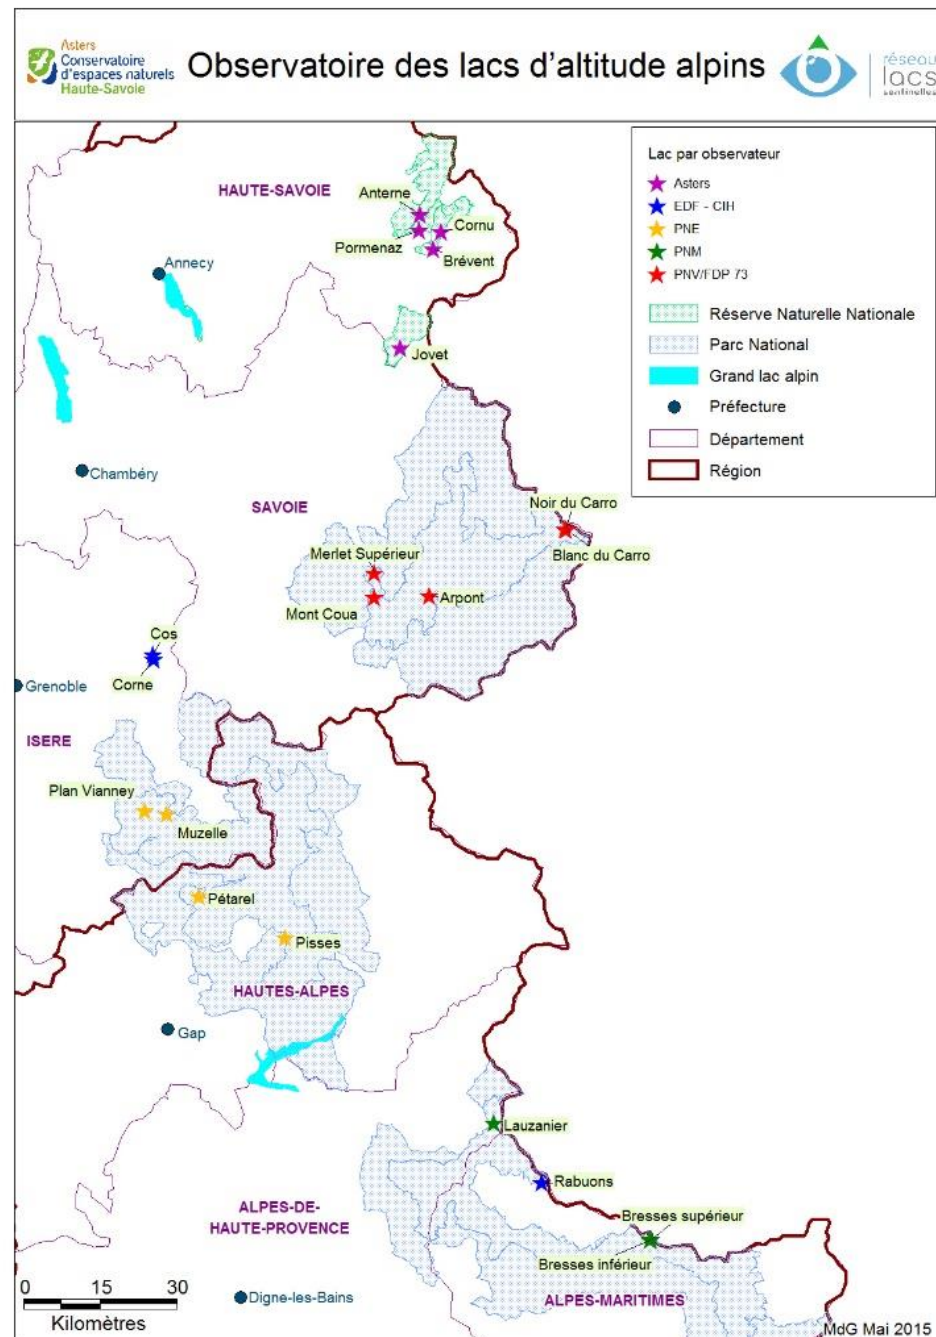 Asters
Conservatoire
d'espaces naturels
Haute-Savoie
Observatoire des lacs d'altitude alpins
réseau
lacs
sentinelles
Lac par observateur
Asters
EDF - CIH
PNE
PNM
PNV/FDP 73
Réserve Naturelle Nationale
Parc National
Grand lac alpin
Préfecture
Département
Région
HAUTE-SAVOIE
Anterne
Cornu
Pormenaz
Brévent
Annecy
Jovet
Chambéry
SAVOIE
Noir du Carro
Blanc du Carro
Merlet Supérieur
Arpont
Mont Coua
Cos
Corne
Grenoble
ISERE
Plan Vianney
Muzelle
Pétarel
Pisses
HAUTES-ALPES
Gap
Lauzanier
Rabuons
ALPES-DE-
HAUTE-PROVENCE
Bresses supérieur
Bresses inférieur
ALPES-MARITIMES
Digne-les-Bains
0 15 30
Kilomètres
MdG Mai 2015